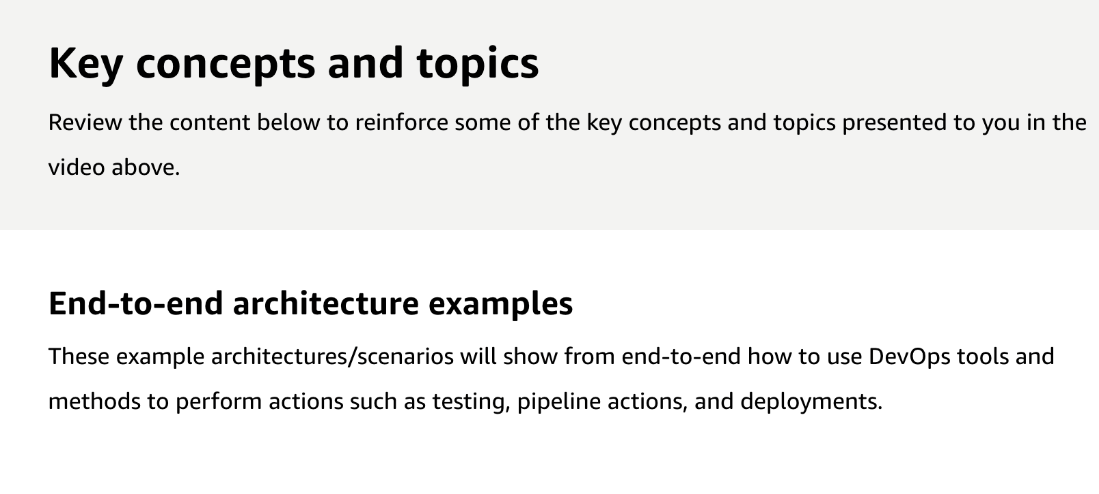 Key concepts and topics
Review the content below to reinforce some of the key concepts and topics presented to you in the
video above.
End-to-end architecture examples
These example architectures/scenarios will show from end-to-end how to use DevOps tools and
methods to perform actions such as testing, pipeline actions, and deployments.